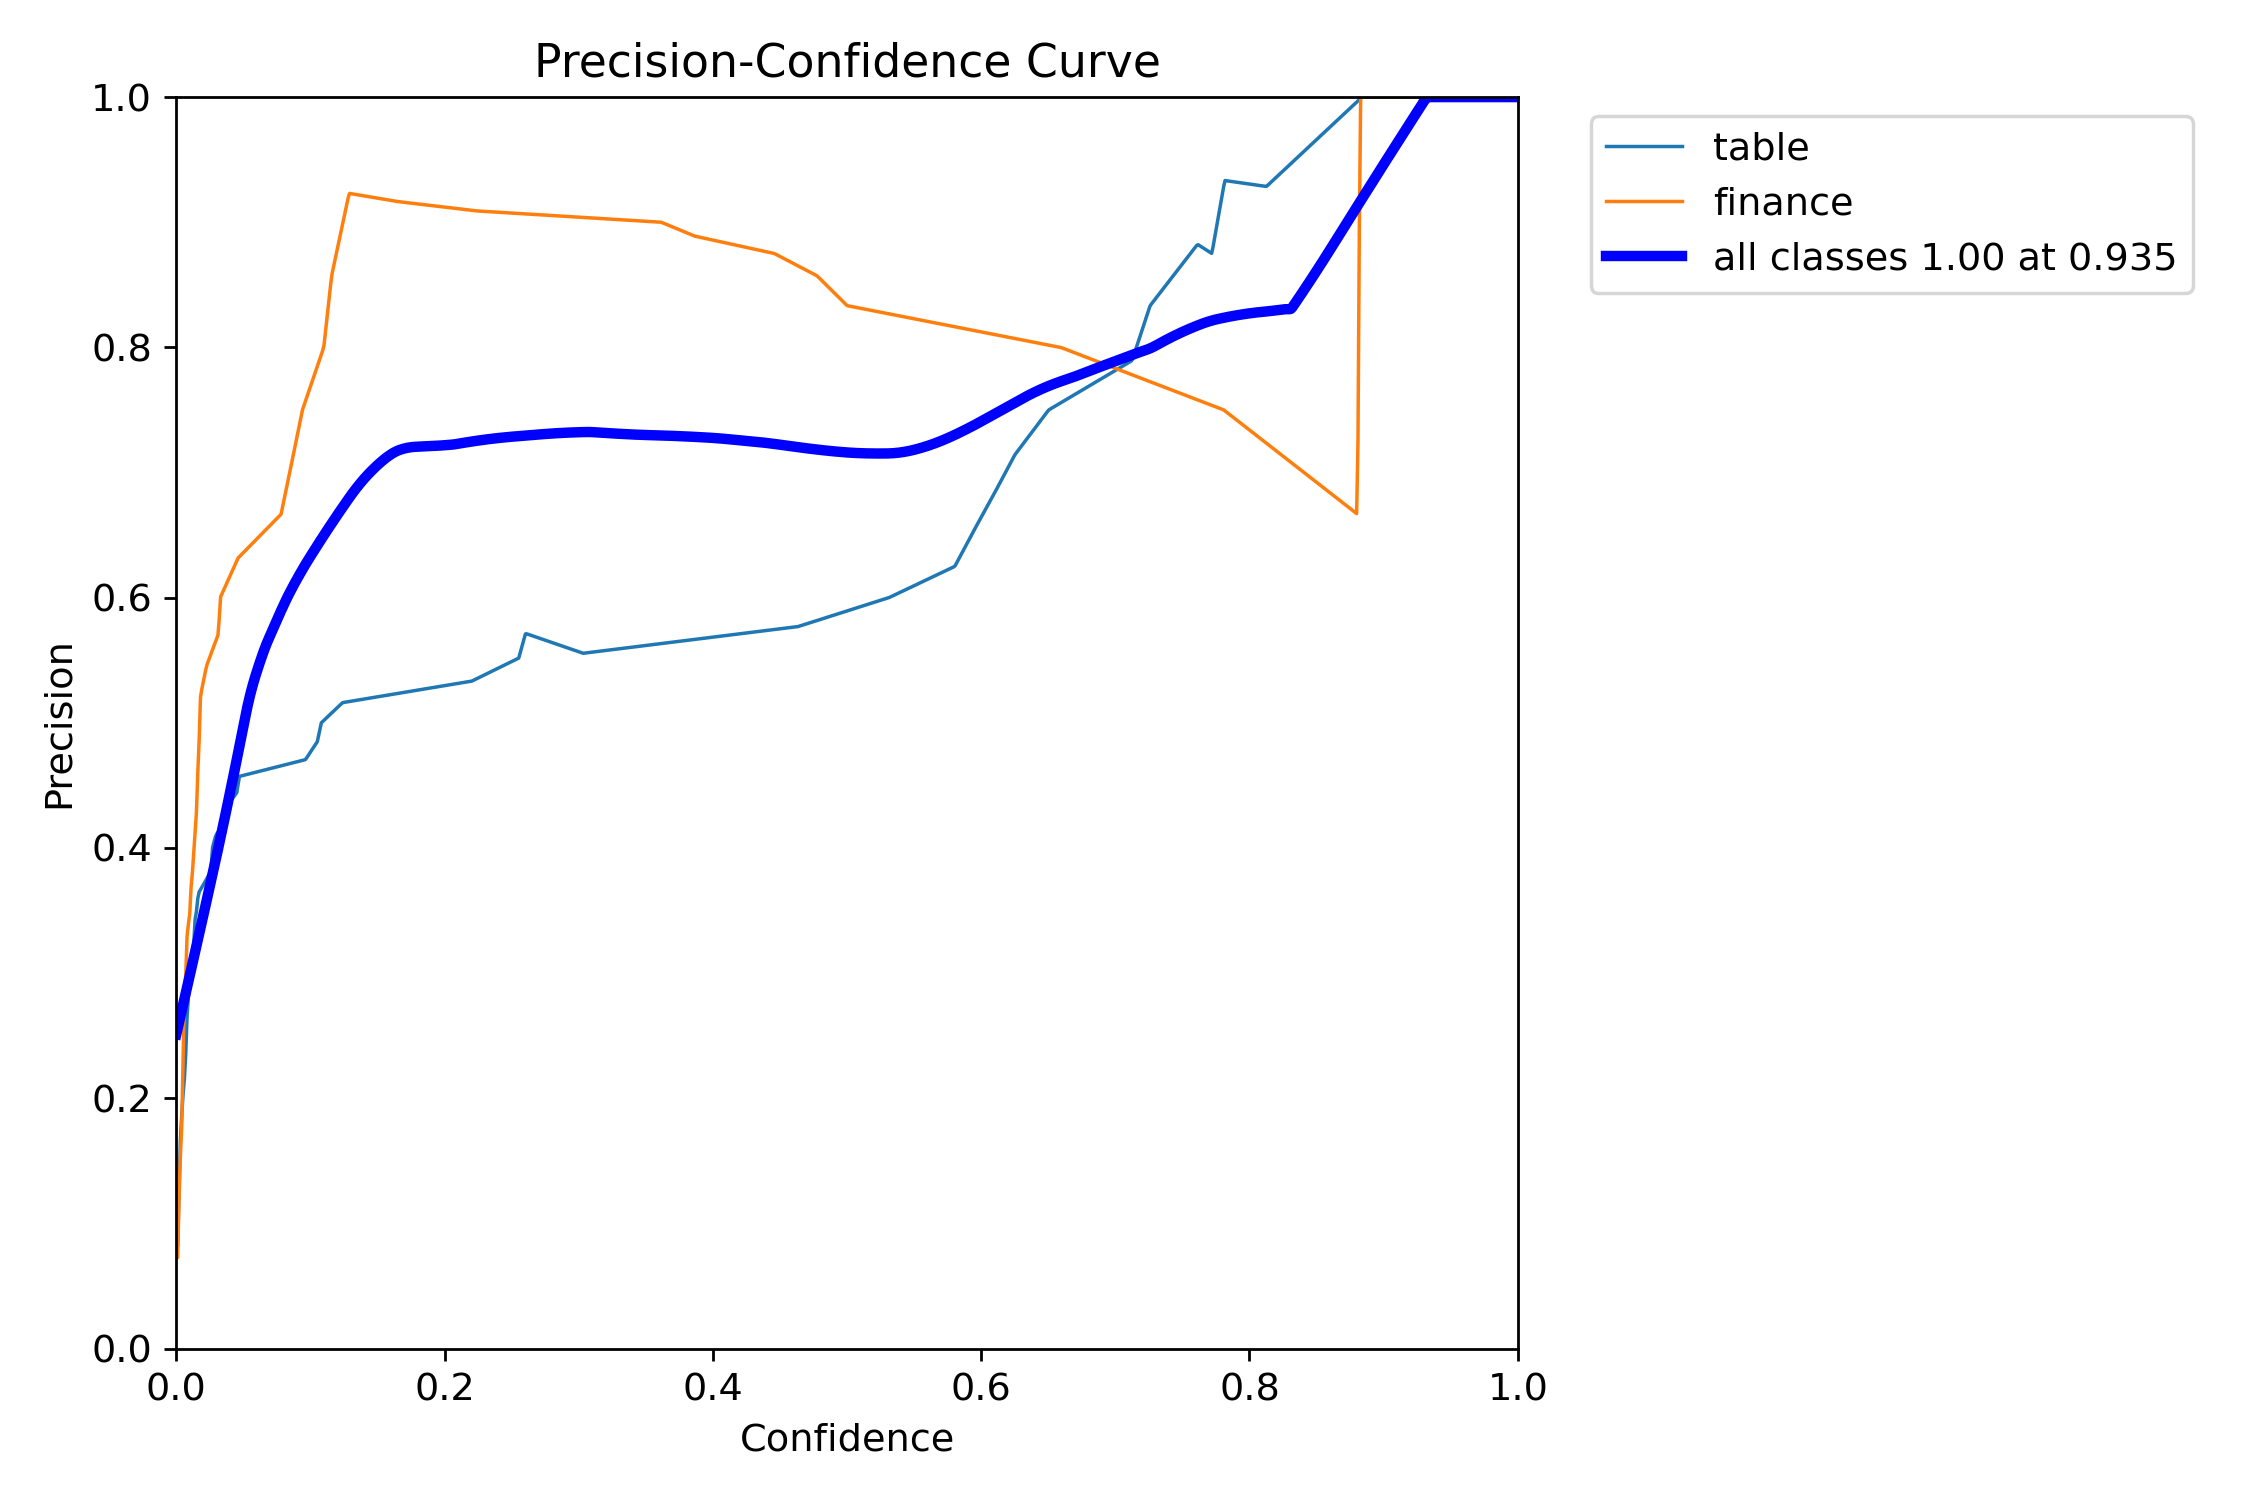 Precision-Confidence Curve
1.0
0.8
0.6
0.4
0.2
0.0
Precision
0.0 0.2 0.4 0.6 0.8 1.0
Confidence
table
finance
all classes 1.00 at 0.935